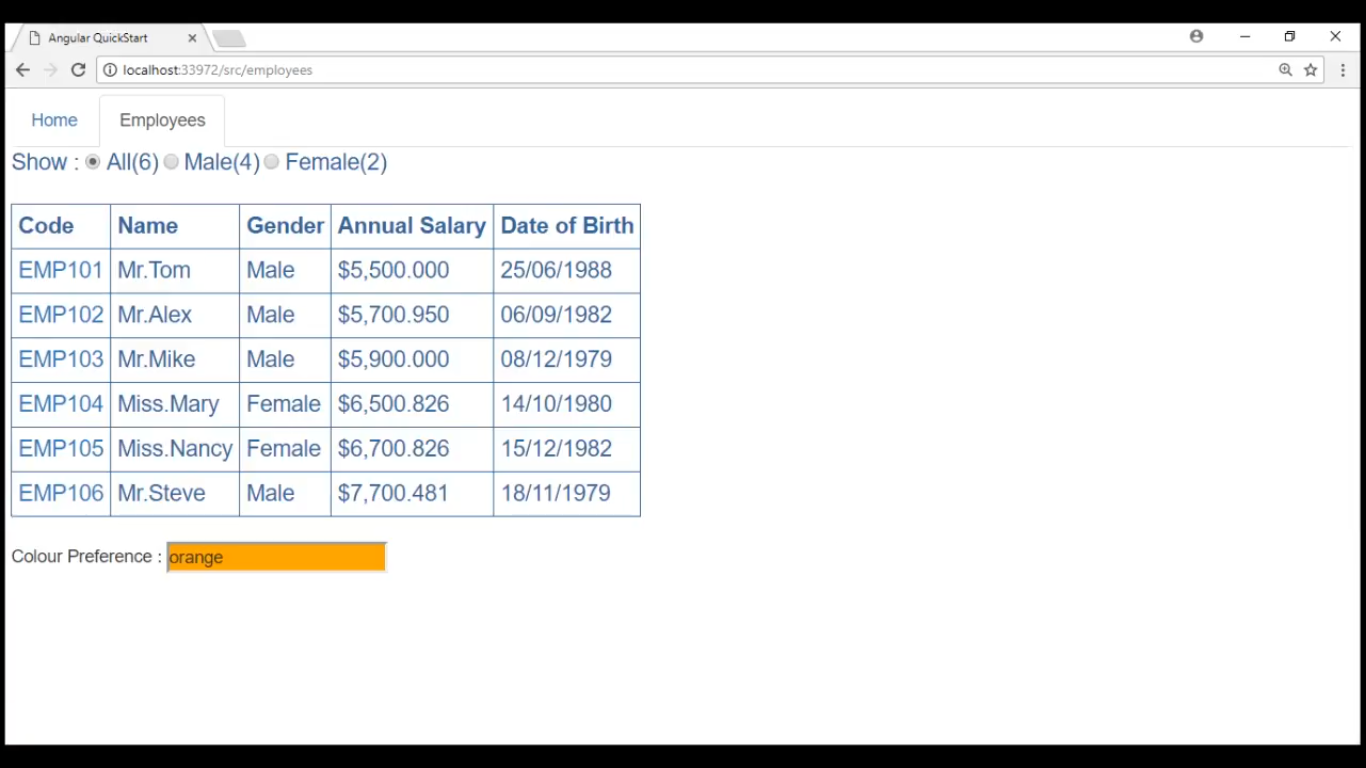 Angular QuickStart
localhost:33972/src/employees
Home Employees
Show : All(6) Male(4) Female(2)
Code Name Gender Annual Salary Date of Birth
EMP101 Mr.Tom Male $5,500.000 25/06/1988
EMP102 Mr.Alex Male $5,700.950 06/09/1982
EMP103 Mr.Mike Male $5,900.000 08/12/1979
EMP104 Miss.Mary Female $6,500.826 14/10/1980
EMP105 Miss.Nancy Female $6,700.826 15/12/1982
EMP106 Mr.Steve Male $7,700.481 18/11/1979
Colour Preference : orange